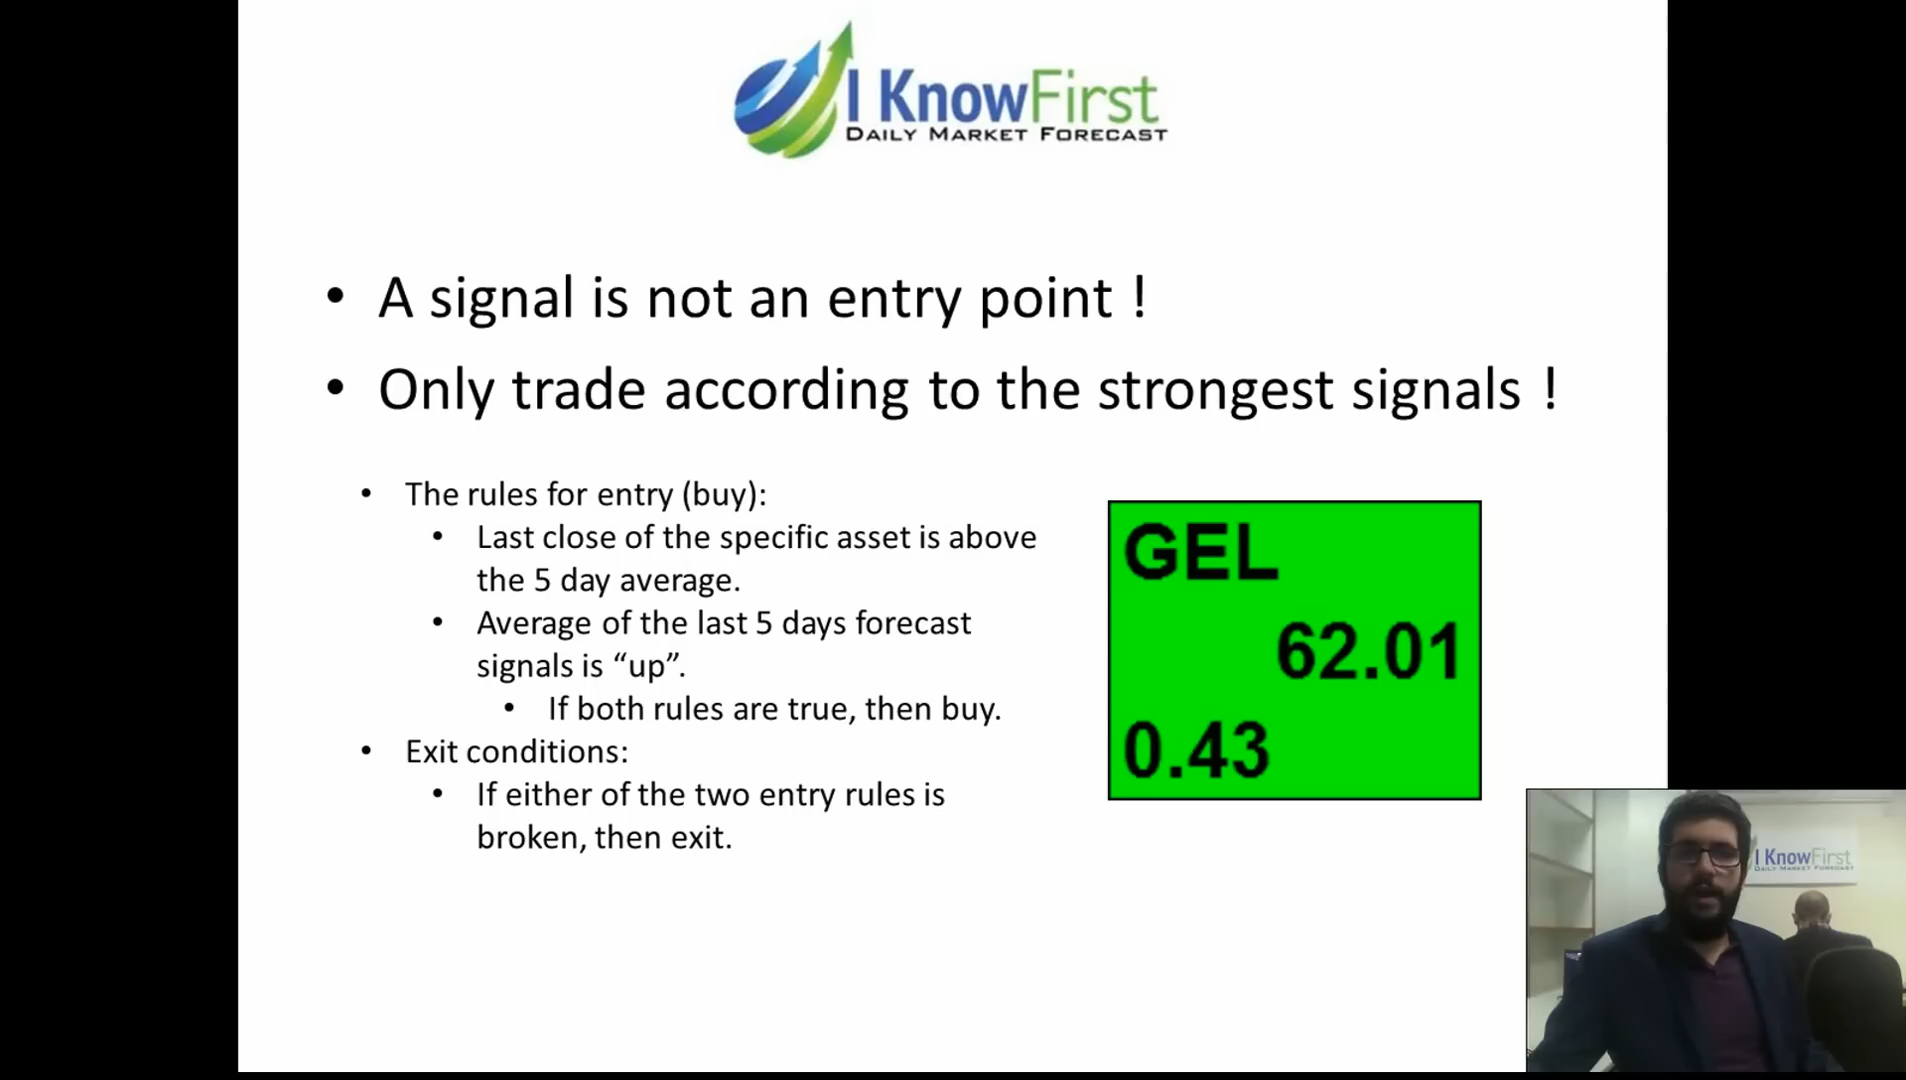 I KnowFirst
DAILY MARKET FORECAST
• A signal is not an entry point !
• Only trade according to the strongest signals !
• The rules for entry (buy):
• Last close of the specific asset is above
the 5 day average.
• Average of the last 5 days forecast
signals is “up”.
• If both rules are true, then buy.
• Exit conditions:
• If either of the two entry rules is
broken, then exit.
GEL
62.01
0.43
I KnowFirst
DAILY MARKET FORECAST